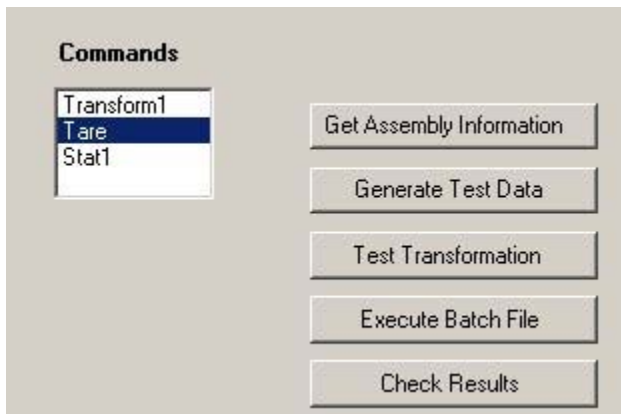 Commands
Transform1
Tare
Stat1
Get Assembly Information
Generate Test Data
Test Transformation
Execute Batch File
Check Results